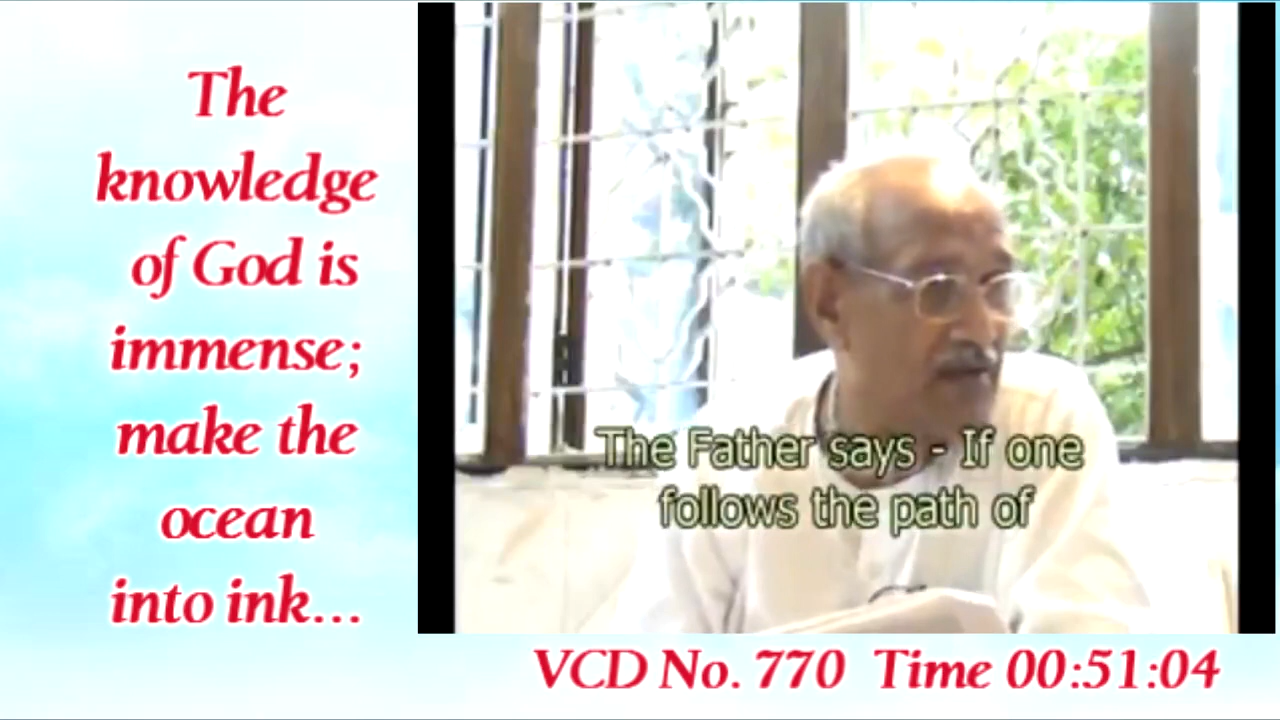 The
knowledge
of God is
immense;
make the
ocean
into ink...
The Father says - If one
follows the path of
VCD No. 770 Time 00:51:04